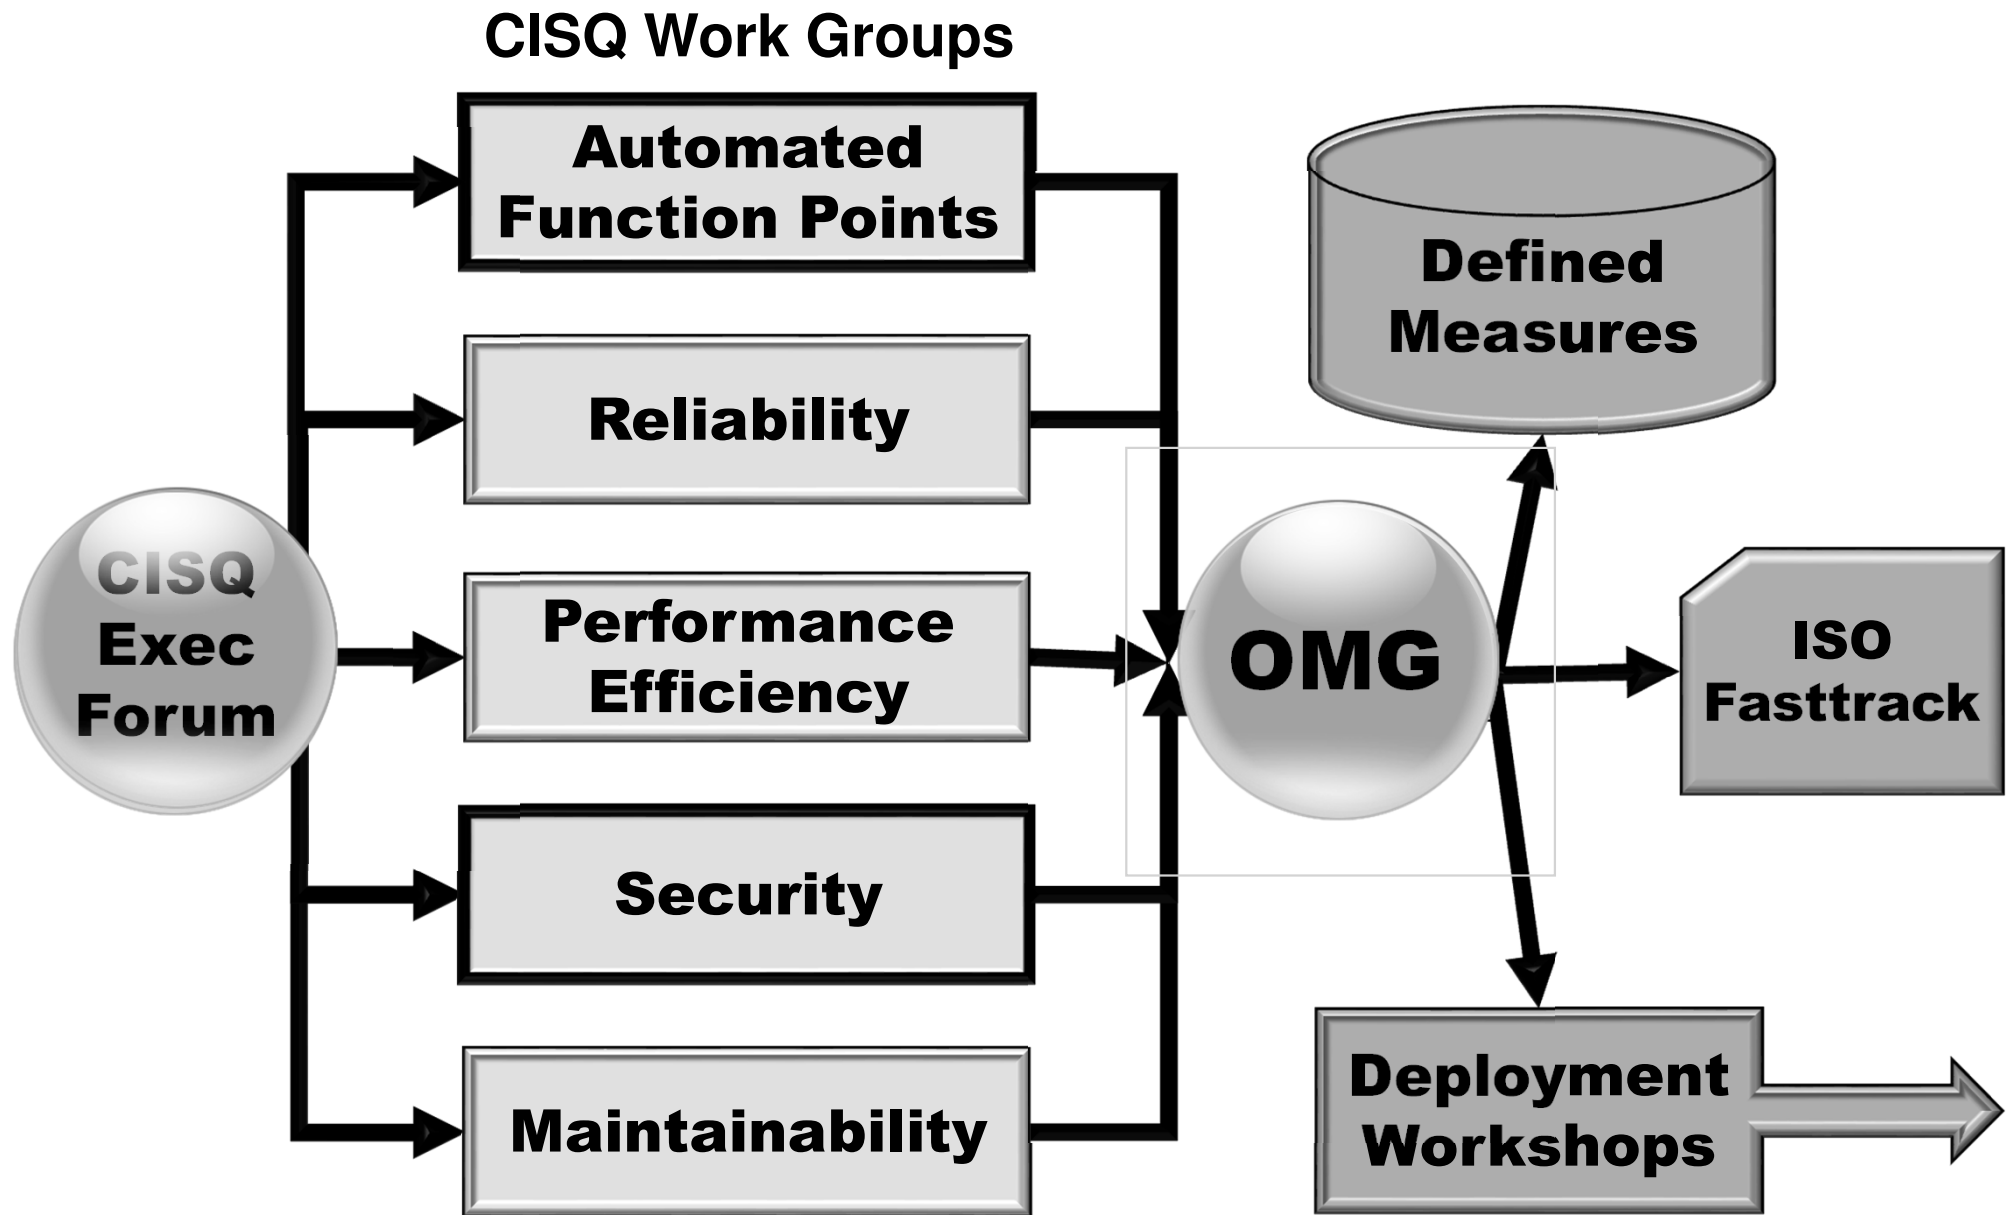 CISQ Work Groups
Automated
Function Points
Reliability
Performance
Efficiency
Security
Maintainability
CISQ
Exec
Forum
OMG
Defined
Measures
ISO
Fasttrack
Deployment
Workshops